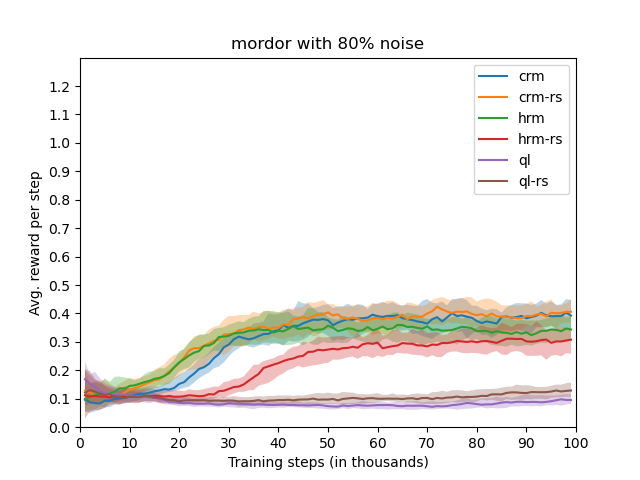 mordor with 80% noise
Avg. reward per step
1.2
1.1
1.0
0.9
0.8
0.7
0.6
0.5
0.4
0.3
0.2
0.1
0.0
crm
crm-rs
hrm
hrm-rs
ql
ql-rs
0 10 20 30 40 50 60 70 80 90 100
Training steps (in thousands)